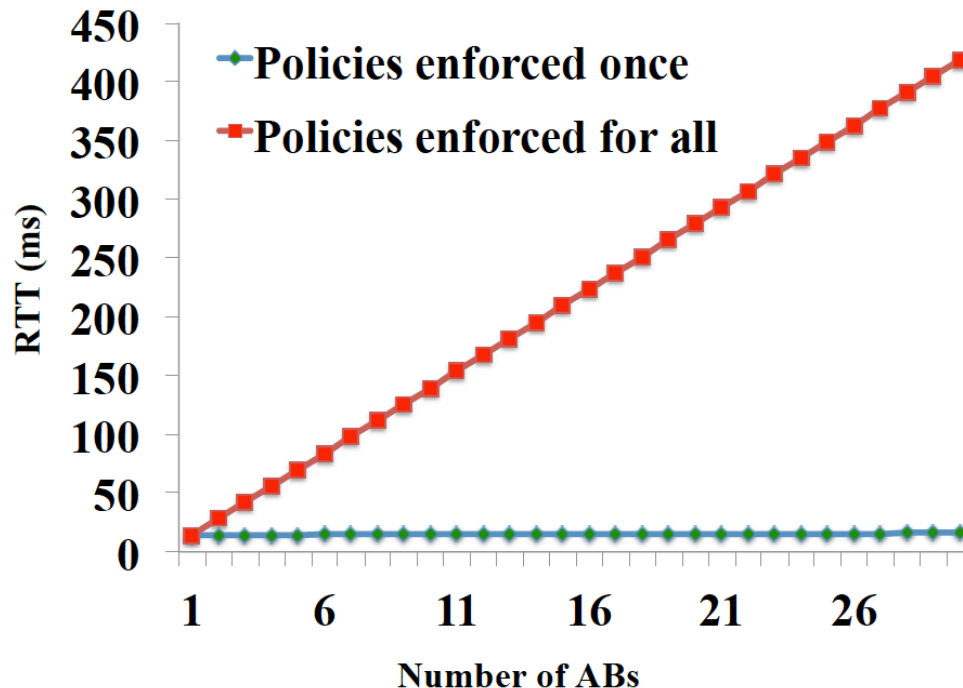 450
Policies enforced once
400
350
Policies enforced for all
300
250
200
150
100
50
0
RTT (ms)
1 6 11 16 21 26
Number of ABs